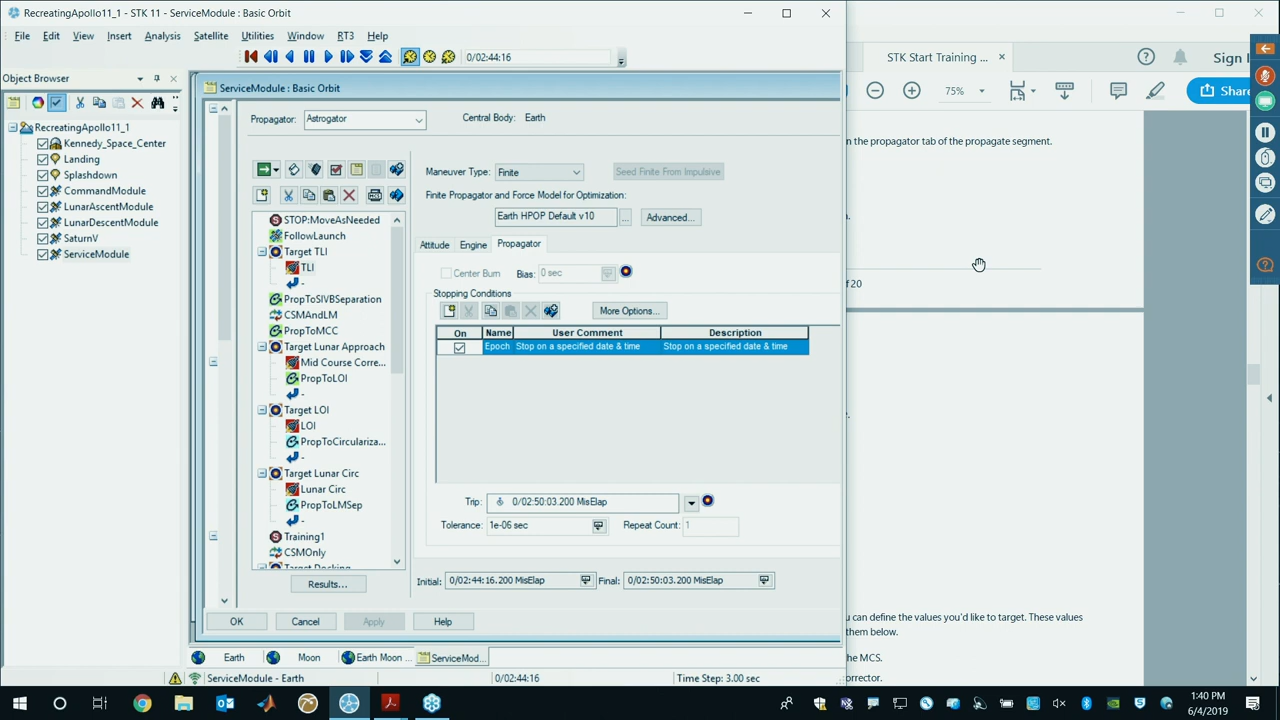 RecreatingApollo11_1 - STK 11 - ServiceModule : Basic Orbit
File Edit View Insert Analysis Satellite Utilities Window RT3 Help
0/02:44:16
STK Start Training ...
Sign I
75%
Share
Object Browser
ServiceModule : Basic Orbit
RecreatingApollo11_1
Kennedy_Space_Center
Landing
Splashdown
CommandModule
LunarAscentModule
LunarDescentModule
SaturnV
ServiceModule
Propagator: Astrogator Central Body: Earth
Maneuver Type: Finite Seed Finite From Impulsive
Finite Propagator and Force Model for Optimization:
Earth HPOP Default v10 ... Advanced...
Attitude Engine Propagator
Center Burn Bias: 0 sec
Stopping Conditions
More Options...
On Name User Comment Description
Epoch Stop on a specified date & time Stop on a specified date & time
STOP:MoveAsNeeded
FollowLaunch
Target TLI
TLI
-
PropToSIVBSeparation
CSMAndLM
PropToMCC
Target Lunar Approach
Mid Course Corre...
PropToLOI
-
Target LOI
LOI
PropToCirculariza...
-
Target Lunar Circ
Lunar Circ
PropToLMSep
-
Training1
CSMOnly
Target Docking
Results...
Trip: 0/02:50:03.200 MisElap
Tolerance: 1e-06 sec Repeat Count: 1
Initial: 0/02:44:16.200 MisElap Final: 0/02:50:03.200 MisElap
OK Cancel Apply Help
Earth Moon Earth Moon ... ServiceMod...
ServiceModule - Earth 0/02:44:16 Time Step: 3.00 sec
n the propagator tab of the propagate segment.
f 20
u can define the values you'd like to target. These values
them below.
he MCS.
orrector.
1:40 PM
6/4/2019